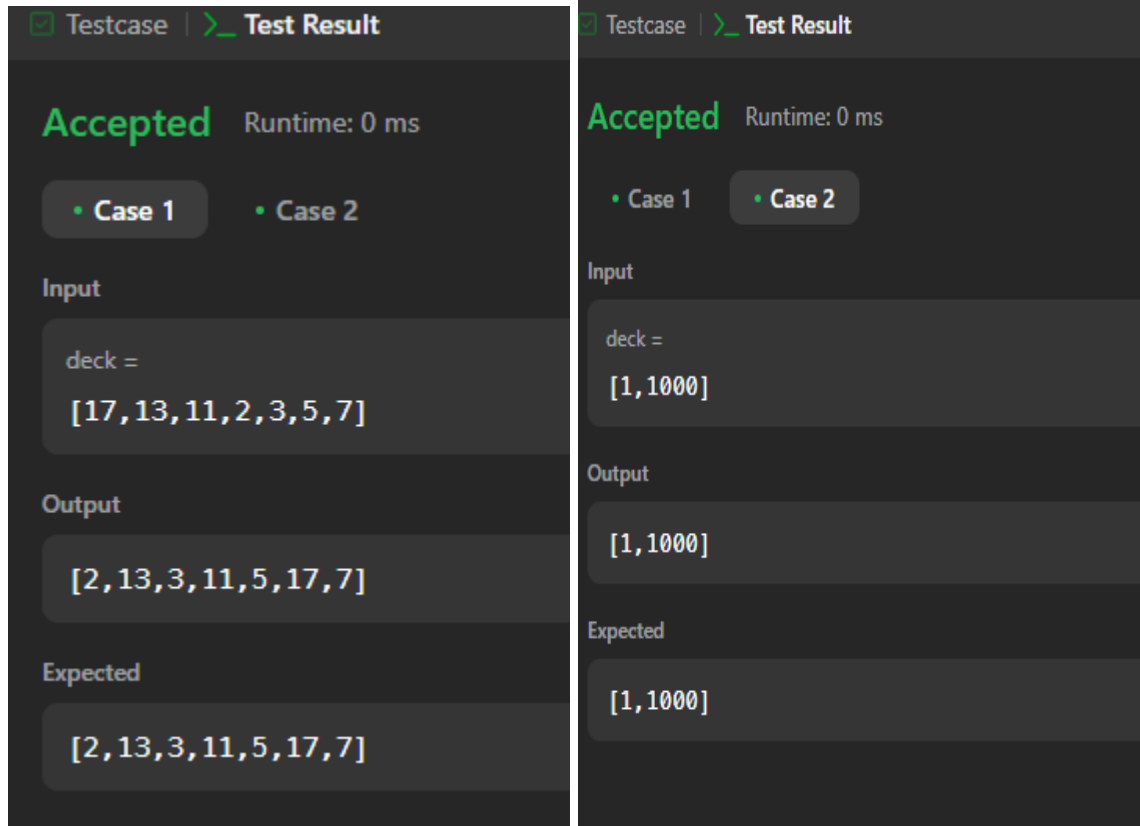 Testcase | >_ Test Result
Accepted Runtime: 0 ms
• Case 1 • Case 2
Input
deck =
[17,13,11,2,3,5,7]
Output
[2,13,3,11,5,17,7]
Expected
[2,13,3,11,5,17,7]
Testcase | >_ Test Result
Accepted Runtime: 0 ms
• Case 1 • Case 2
Input
deck =
[1,1000]
Output
[1,1000]
Expected
[1,1000]